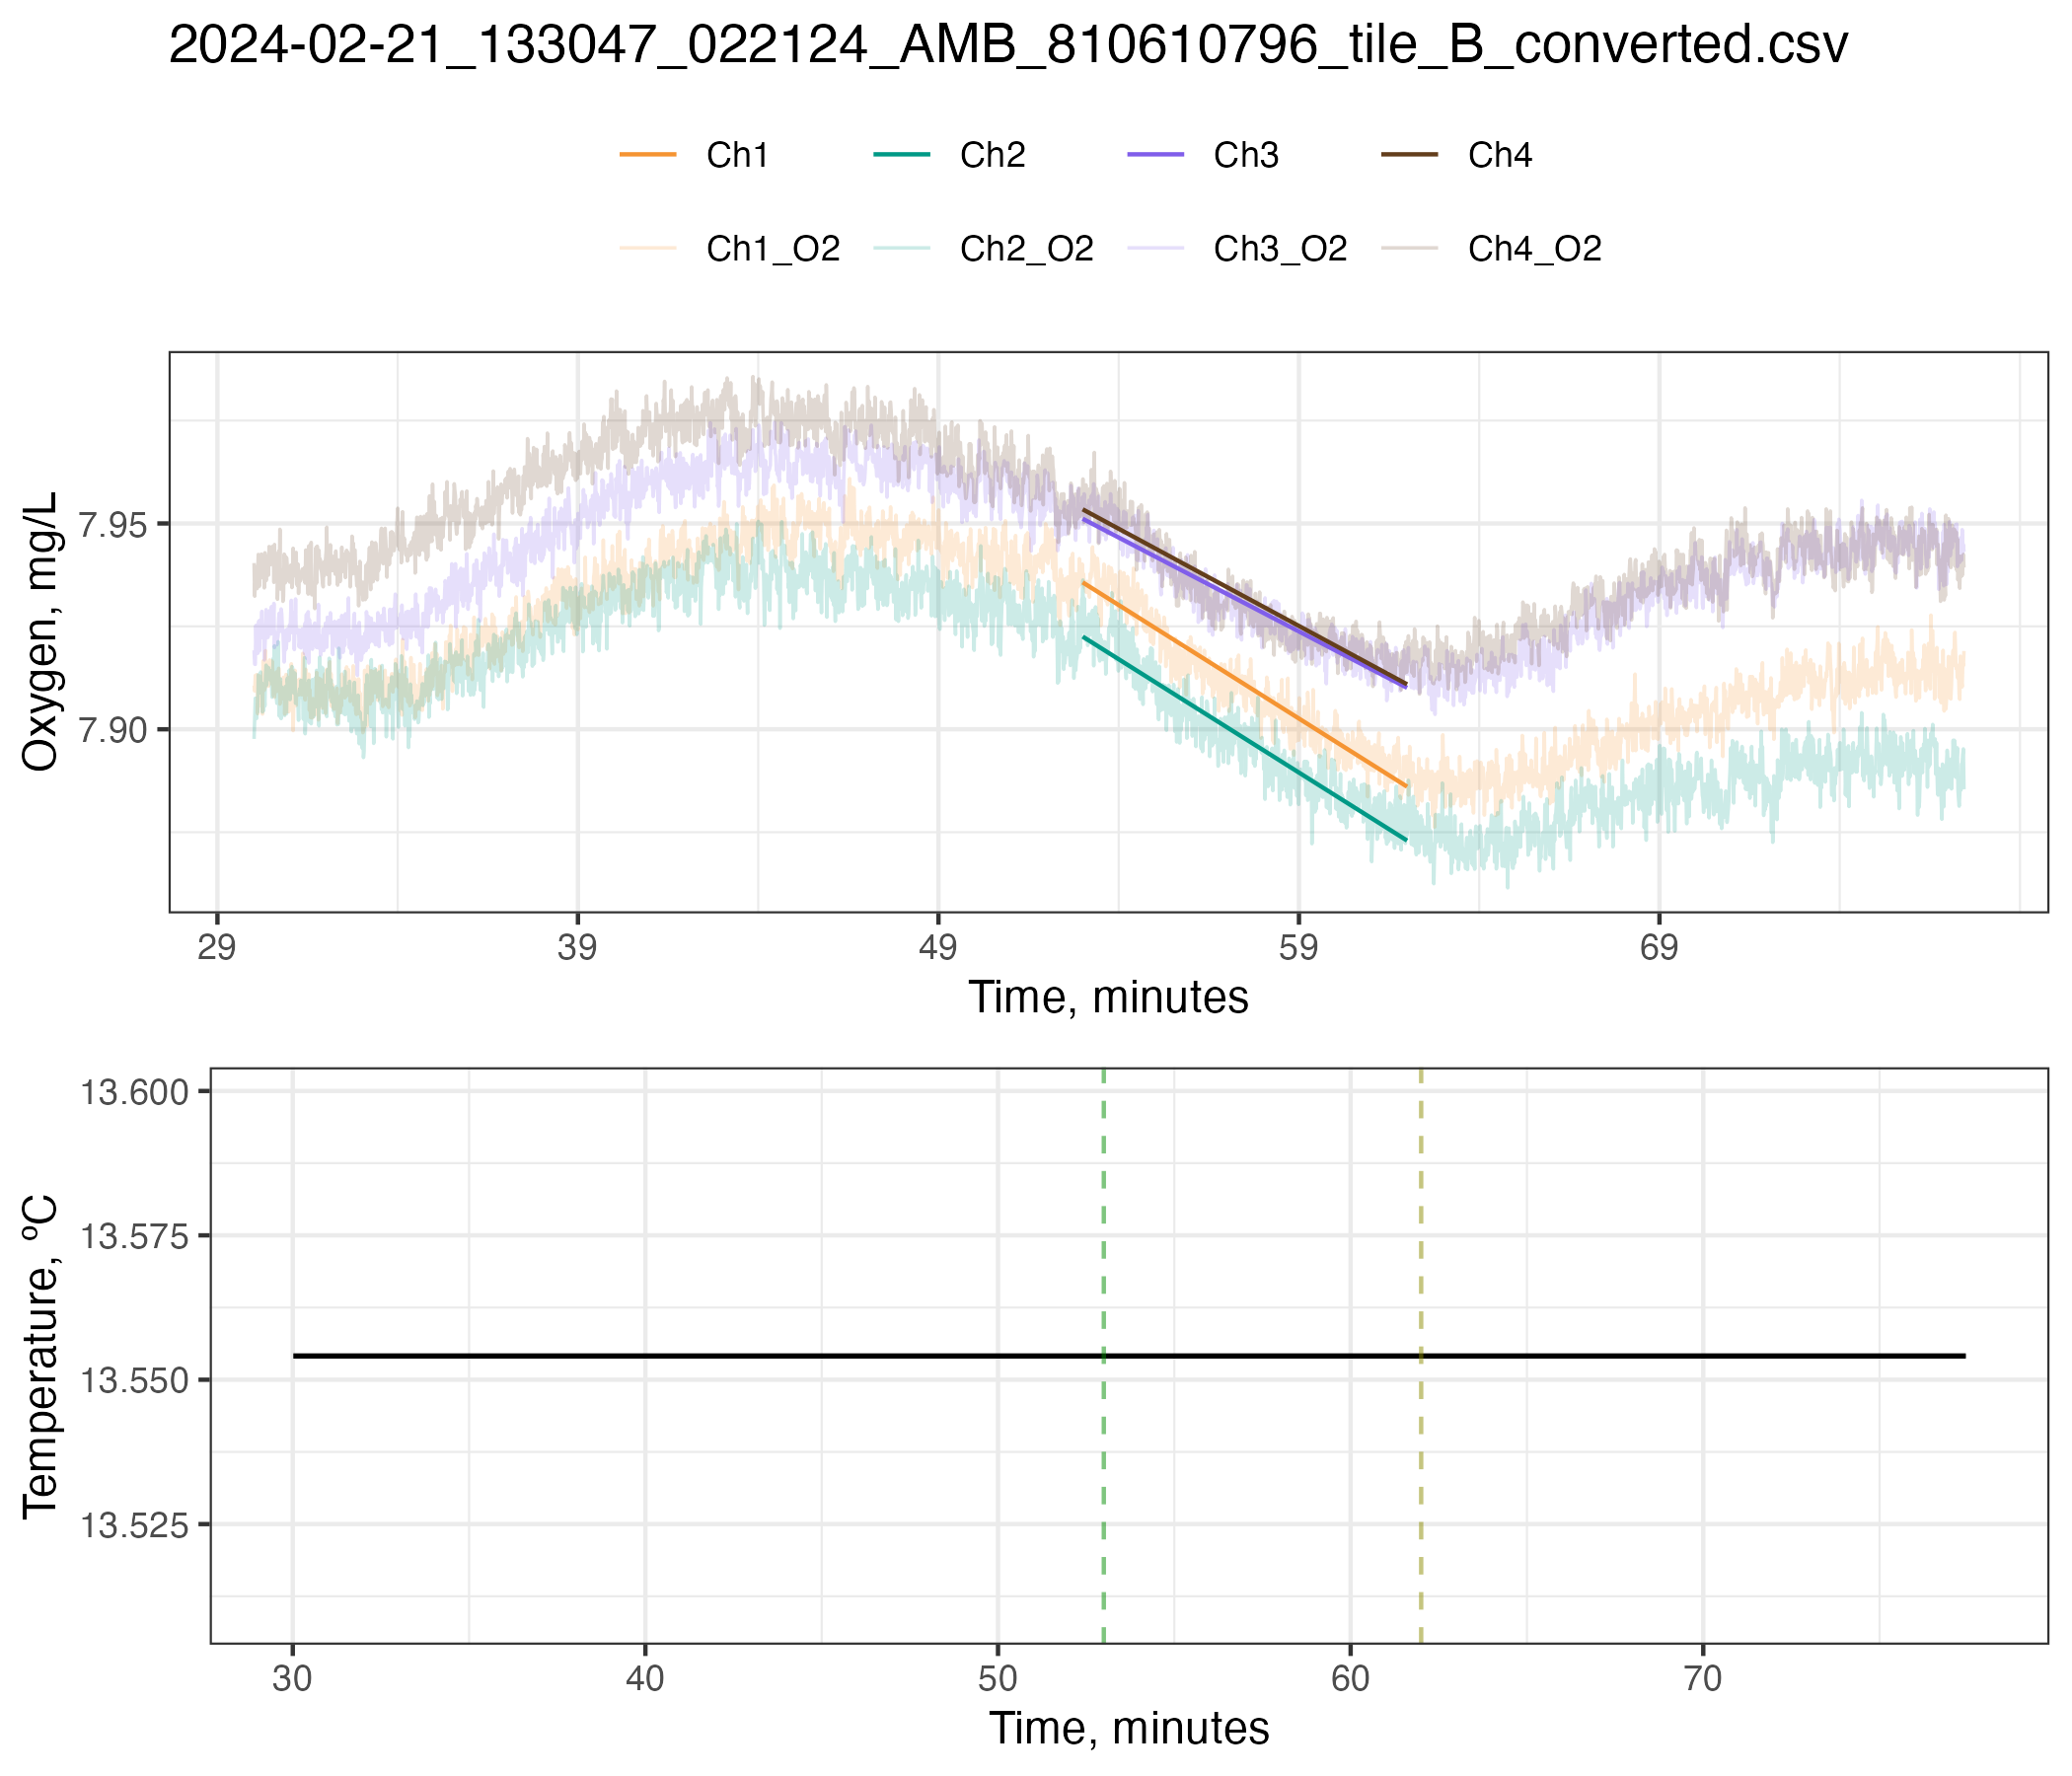 2024-02-21_133047_022124_AMB_810610796_tile_B_converted.csv
Ch1 Ch2 Ch3 Ch4
Ch1_O2 Ch2_O2 Ch3_O2 Ch4_O2
Oxygen, mg/L
7.95
7.90
29 39 49 59 69
Time, minutes
Temperature, ºC
13.600
13.575
13.550
13.525
30 40 50 60 70
Time, minutes